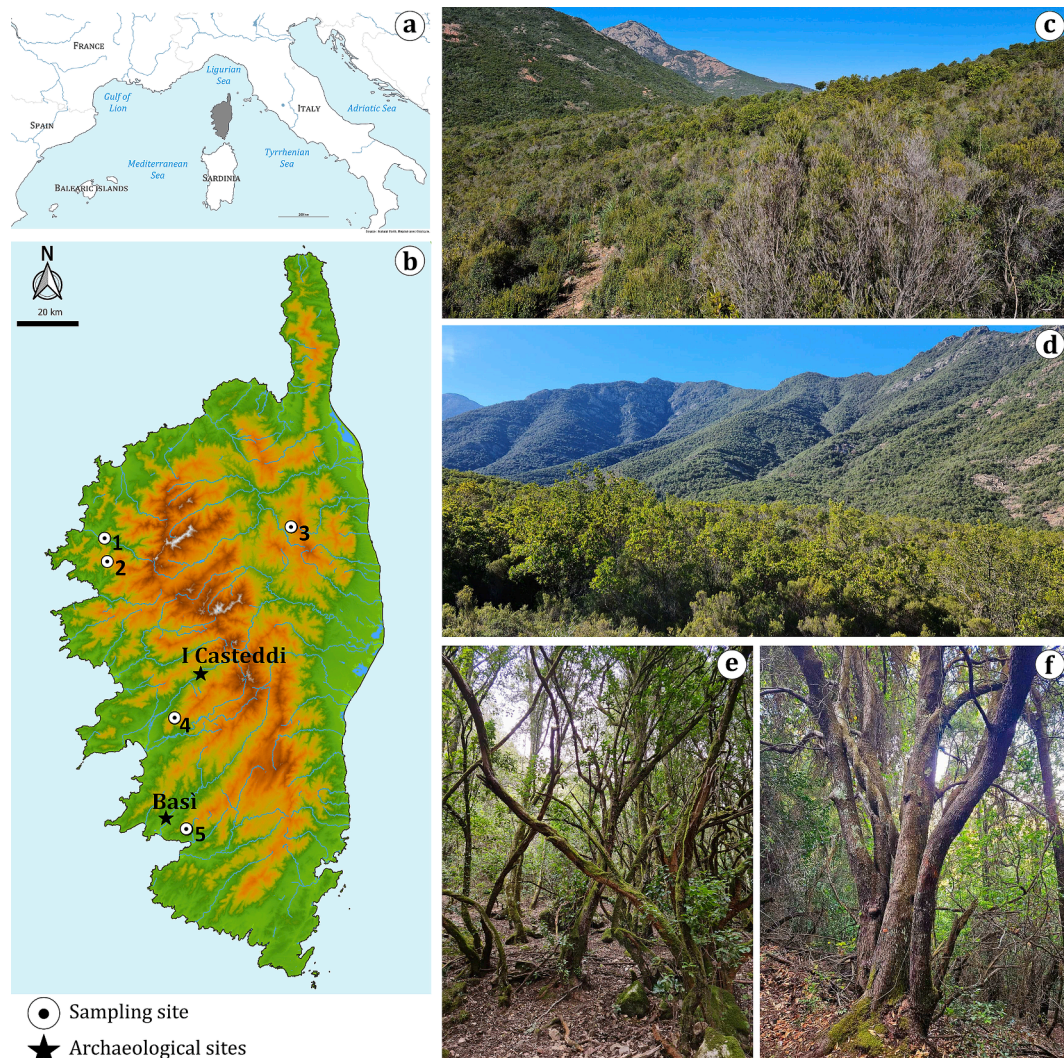 a
FRANCE
Ligurian
Sea
Gulf of
Lion
ITALY
Adriatic Sea
SPAIN
Mediterranean
Sea
Tyrrhenian
Sea
SARDINIA
BALEARIC ISLANDS
b
N
20 km
1
2
3
I Casteddi
4
Basì
5
Sampling site
Archaeological sites
c
d
e
f